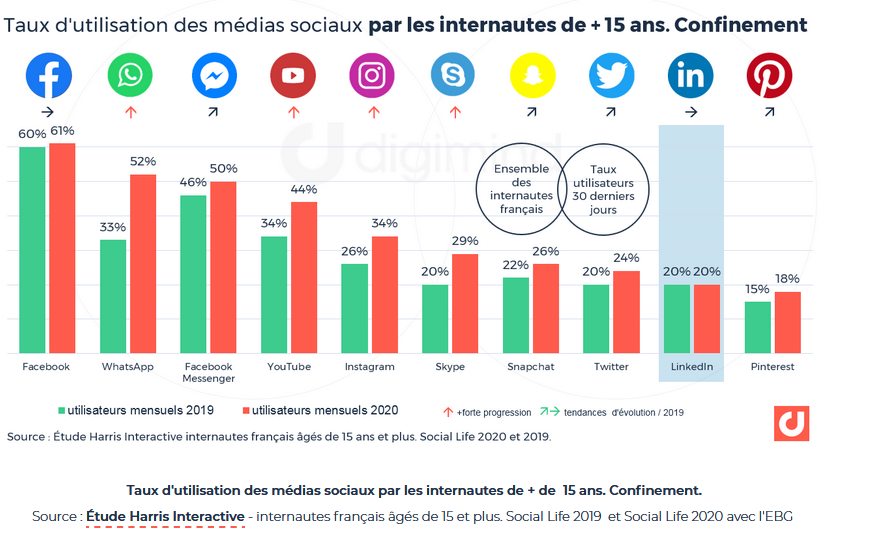 Taux d'utilisation des médias sociaux par les internautes de + 15 ans. Confinement
60% 61%
33% 52%
46% 50%
34% 44%
26% 34%
20% 29%
22% 26%
20% 24%
20% 20%
15% 18%
digimind
Ensemble
des
internautes
français
Taux
utilisateurs
30 derniers
jours
Facebook
WhatsApp
Facebook
Messenger
YouTube
Instagram
Skype
Snapchat
Twitter
LinkedIn
Pinterest
utilisateurs mensuels 2019
utilisateurs mensuels 2020
+forte progression
tendances d'évolution / 2019
Source : Étude Harris Interactive internautes français âgés de 15 ans et plus. Social Life 2020 et 2019.
Taux d'utilisation des médias sociaux par les internautes de + de 15 ans. Confinement.
Source : Étude Harris Interactive - internautes français âgés de 15 et plus. Social Life 2019 et Social Life 2020 avec l'EBG